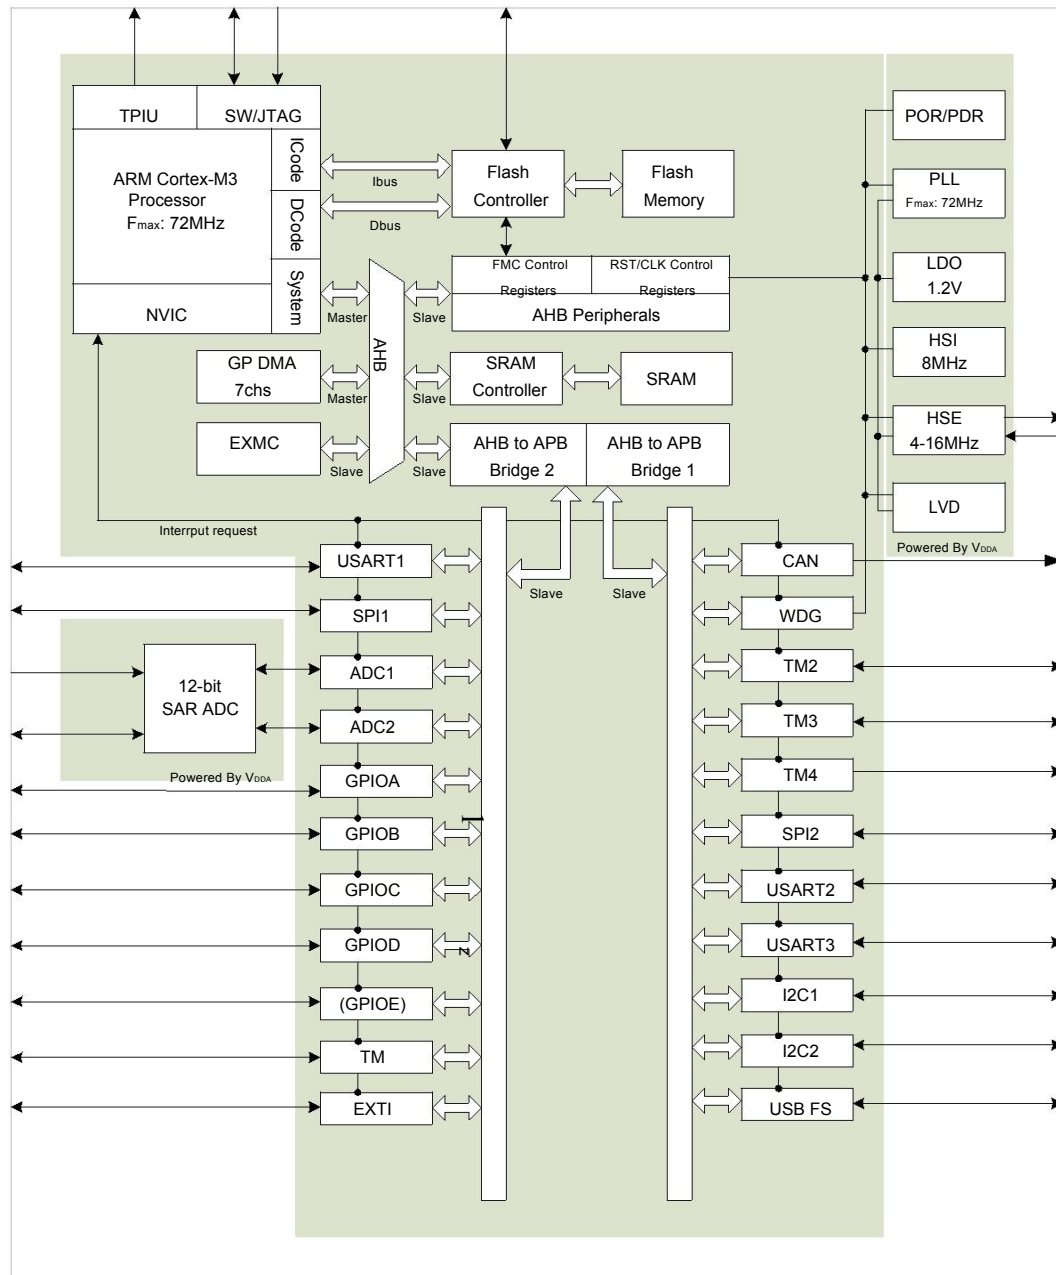 TPIU
SW/JTAG
ARM Cortex-M3
Processor
Fmax: 72MHz
ICode
DCode
System
NVIC
Ibus
Dbus
Flash
Controller
Flash
Memory
FMC Control
Registers
RST/CLK Control
Registers
AHB Peripherals
Master
Slave
AHB
GP DMA
7chs
Master
Slave
SRAM
Controller
SRAM
EXMC
Slave
Slave
AHB to APB
Bridge 2
AHB to APB
Bridge 1
POR/PDR
PLL
Fmax: 72MHz
LDO
1.2V
HSI
8MHz
HSE
4-16MHz
LVD
Powered By VDDA
Interrput request
Slave
Slave
USART1
SPI1
ADC1
ADC2
GPIOA
GPIOB
GPIOC
GPIOD
(GPIOE)
TM
EXTI
1
2
12-bit
SAR ADC
Powered By VDDA
CAN
WDG
TM2
TM3
TM4
SPI2
USART2
USART3
I2C1
I2C2
USB FS